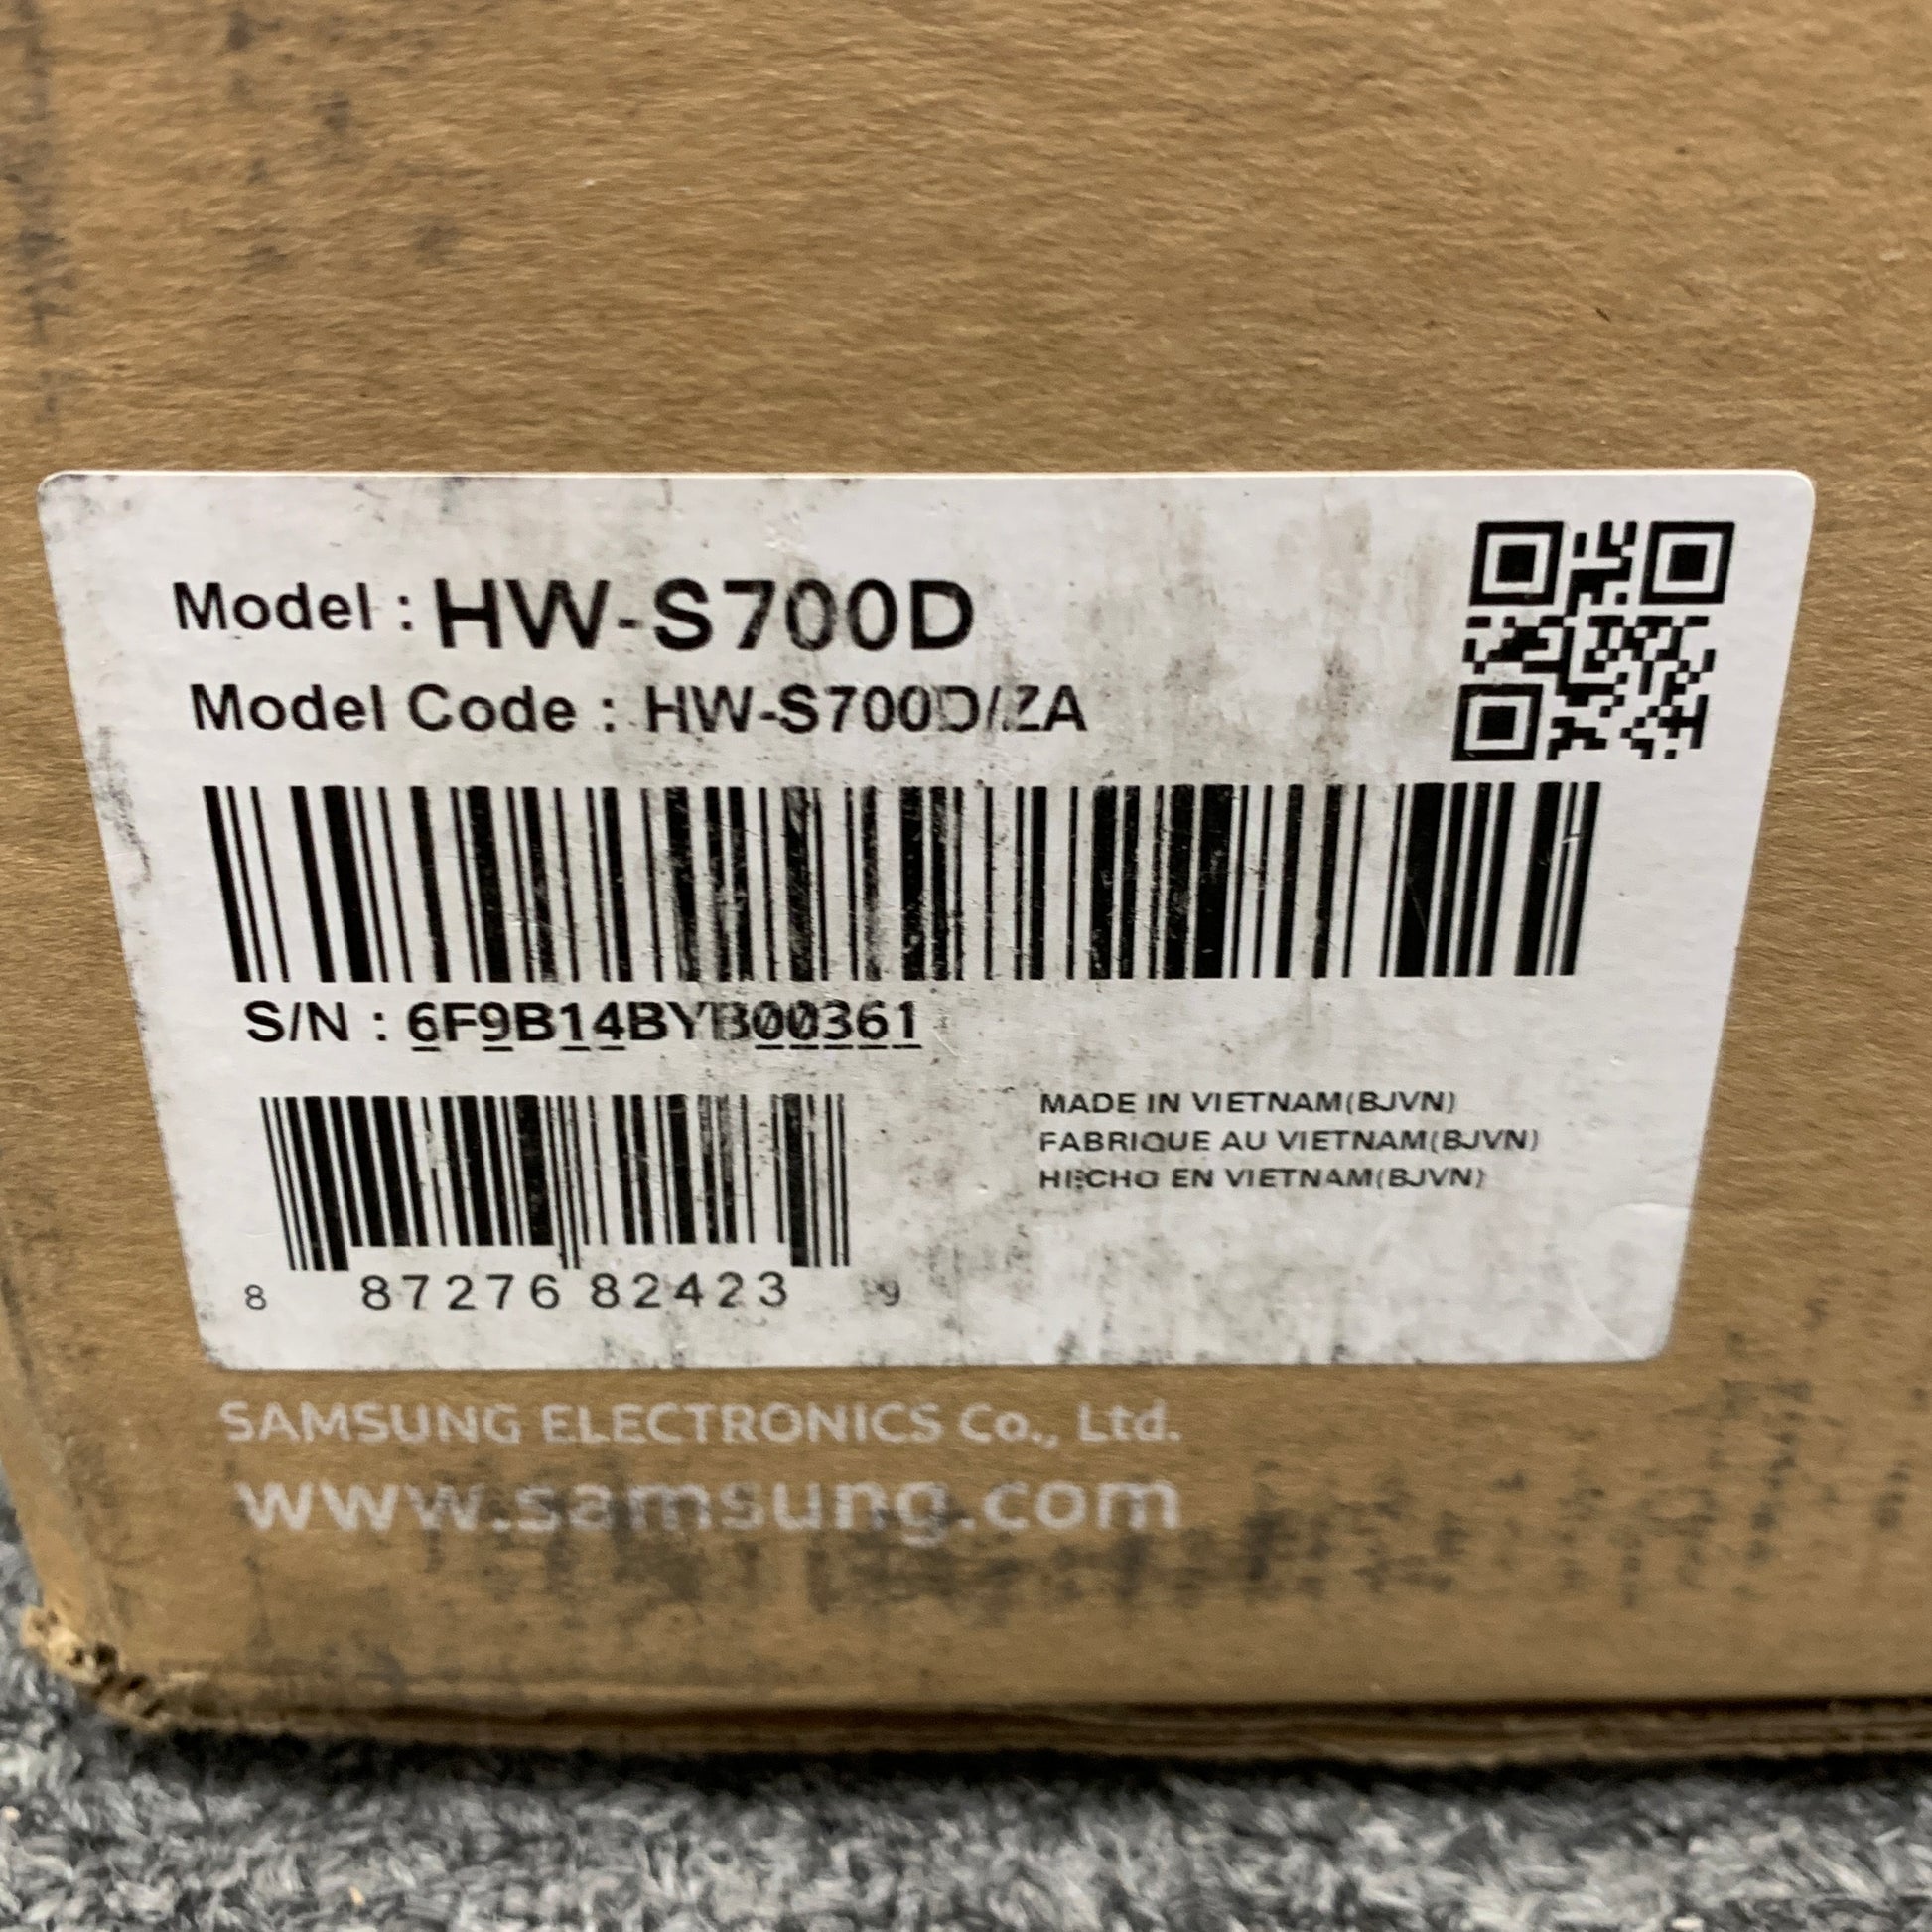 Model : HW-S700D
Model Code : HW-S700D/ZA
S/N : 6F9B14BYB00361
8 87276 82423 9
MADE IN VIETNAM(BJVN)
FABRIQUE AU VIETNAM(BJVN)
HECHO EN VIETNAM(BJVN)
SAMSUNG ELECTRONICS Co., Ltd.
www.samsung.com